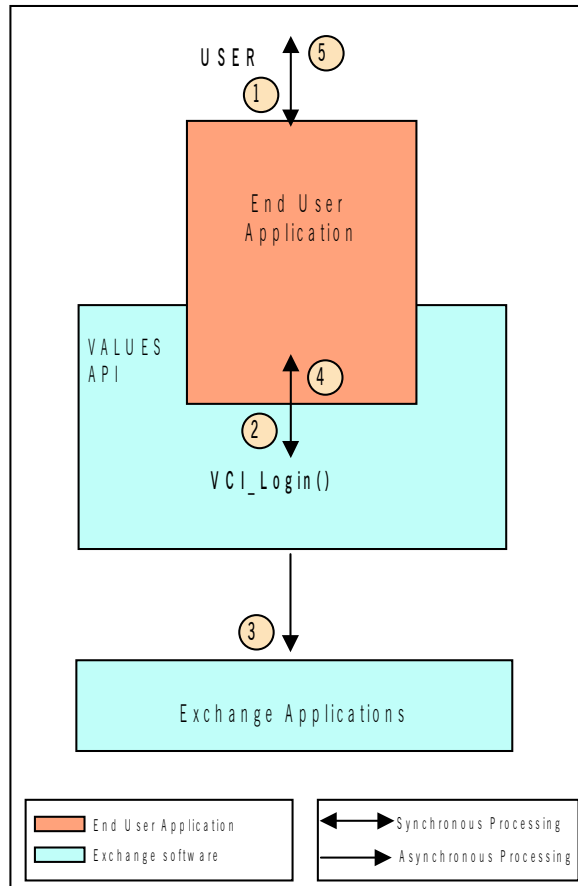 USER
5
1
End User
Application
VALUES
API
4
2
VCI_Login()
3
Exchange Applications
End User Application
Exchange software
Synchronous Processing
Asynchronous Processing